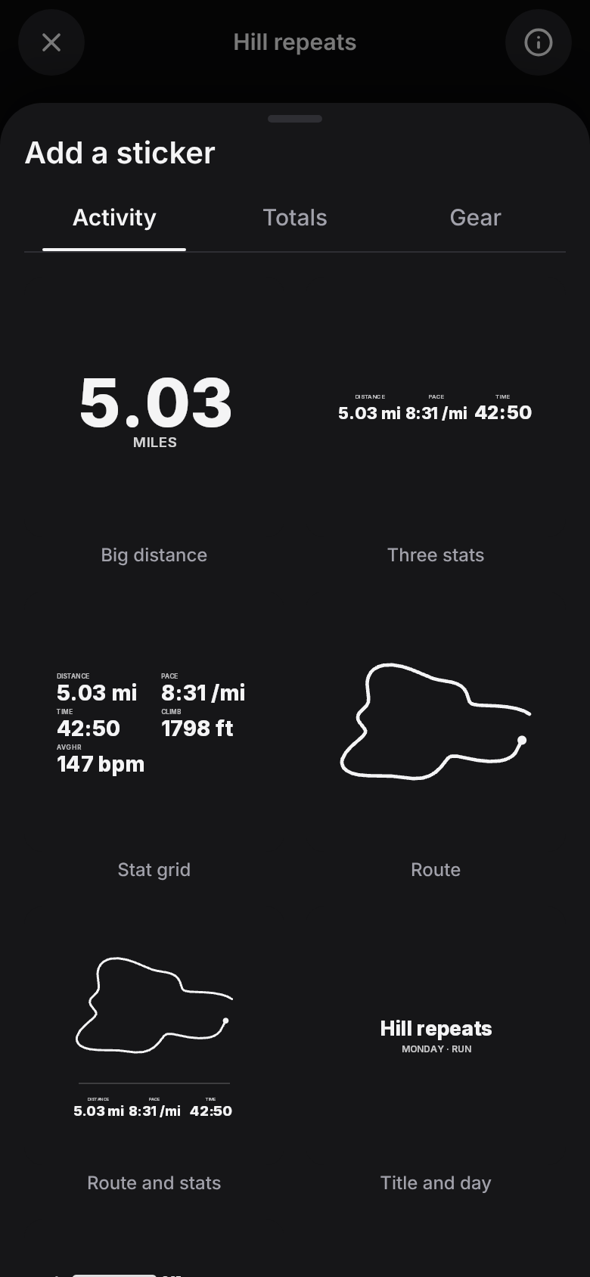 Hill repeats
Add a sticker
Activity Totals Gear
5.03
MILES
DISTANCE PACE TIME
5.03 mi 8:31 /mi 42:50
Big distance Three stats
DISTANCE PACE
5.03 mi 8:31 /mi
TIME CLIMB
42:50 1798 ft
AVG HR
147 bpm
Stat grid Route
Hill repeats
MONDAY · RUN
DISTANCE PACE TIME
5.03 mi 8:31 /mi 42:50
Route and stats Title and day